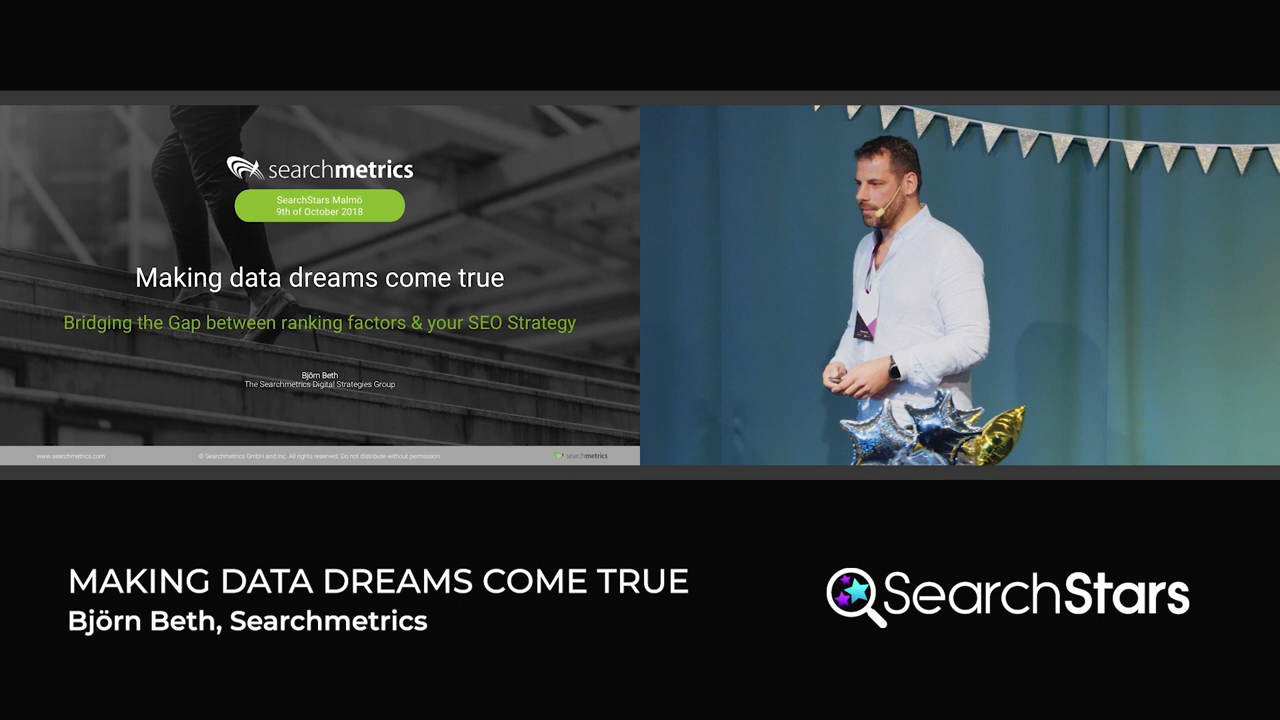 searchmetrics
SearchStars Malmö
9th of October 2018
Making data dreams come true
Bridging the Gap between ranking factors & your SEO Strategy
Björn Beth
The Searchmetrics Digital Strategies Group
www.searchmetrics.com
© Searchmetrics GmbH and Inc. All rights reserved. Do not distribute without permission.
searchmetrics
MAKING DATA DREAMS COME TRUE
Björn Beth, Searchmetrics
SearchStars